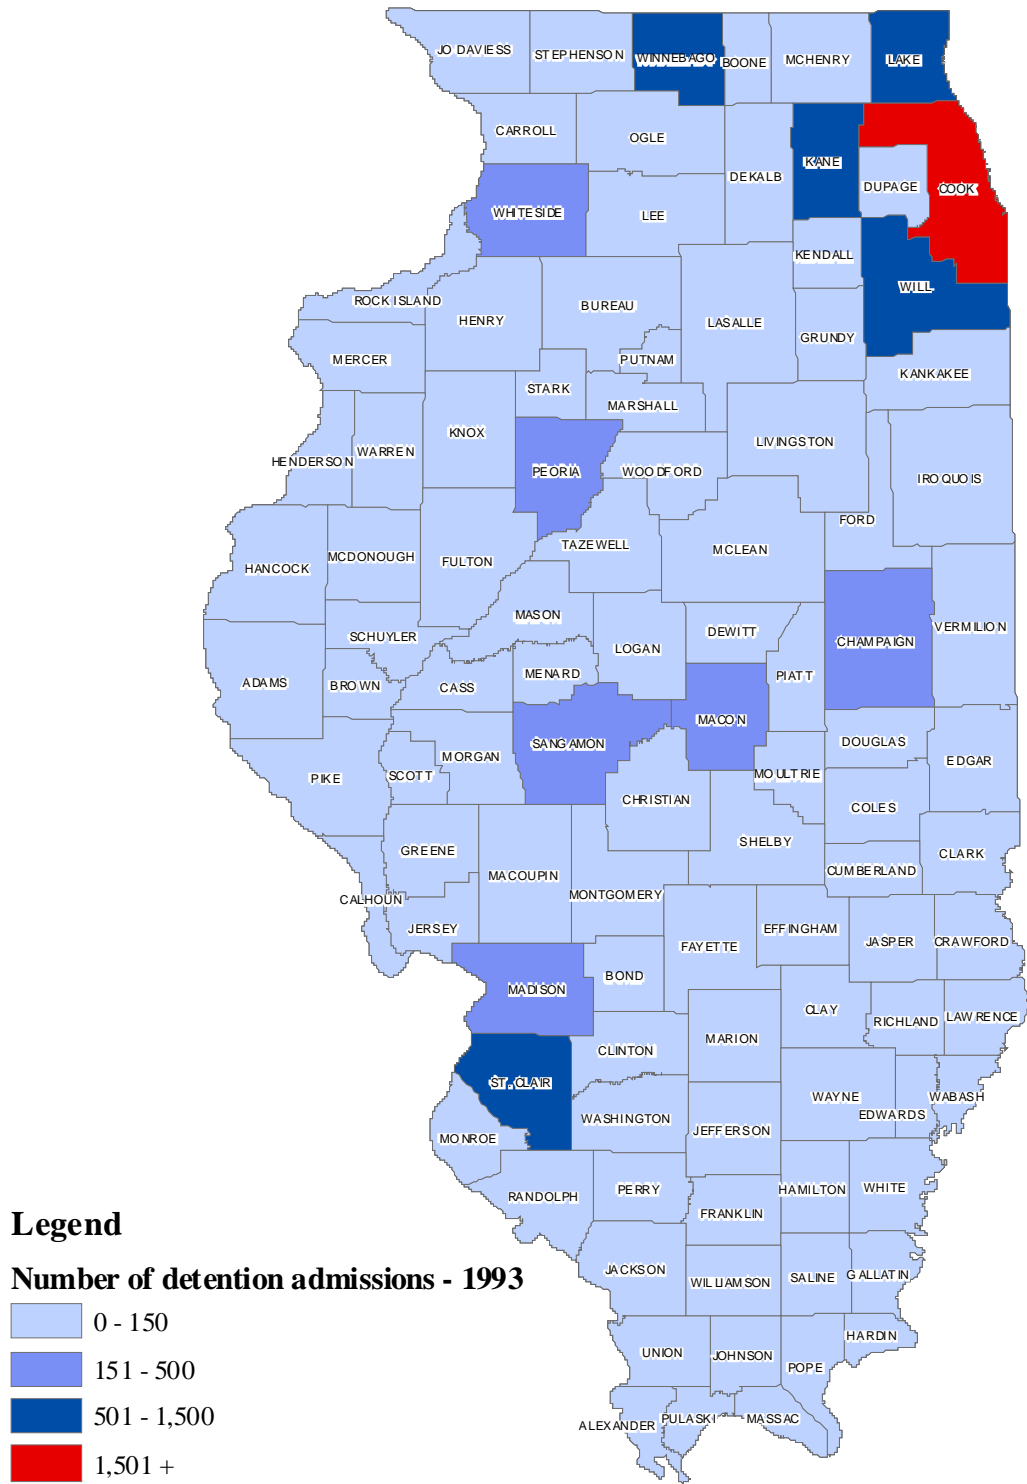 JO DAVIESS
STEPHENSON
WINNEBAGO
BOONE
MCHENRY
LAKE
CARROLL
OGLE
DEKALB
KANE
DUPAGE
COOK
WHITESIDE
LEE
KENDALL
WILL
ROCK ISLAND
HENRY
BUREAU
LASALLE
GRUNDY
MERCER
PUTNAM
KANKAKEE
STARK
MARSHALL
KNOX
WARREN
HENDERSON
PEORIA
WOODFORD
LIVINGSTON
IROQUOIS
FORD
HANCOCK
MCDONOUGH
FULTON
TAZEWELL
MCLEAN
MASON
SCHUYLER
LOGAN
DEWITT
CHAMPAIGN
VERMILION
ADAMS
BROWN
CASS
MENARD
PIATT
SANGAMON
MACON
PIKE
SCOTT
MORGAN
CHRISTIAN
MOULTRIE
DOUGLAS
EDGAR
COLES
GREENE
MACOUPIN
MONTGOMERY
SHELBY
CUMBERLAND
CLARK
CALHOUN
JERSEY
FAYETTE
EFFINGHAM
JASPER
CRAWFORD
MADISON
BOND
CLAY
RICHLAND
LAWRENCE
ST. CLAIR
CLINTON
MARION
WAYNE
EDWARDS
WABASH
MONROE
WASHINGTON
JEFFERSON
RANDOLPH
PERRY
FRANKLIN
HAMILTON
WHITE
JACKSON
WILLIAMSON
SALINE
GALLATIN
UNION
JOHNSON
POPE
HARDIN
ALEXANDER
PULASKI
MASSAC
Legend
Number of detention admissions - 1993
0 - 150
151 - 500
501 - 1,500
1,501 +